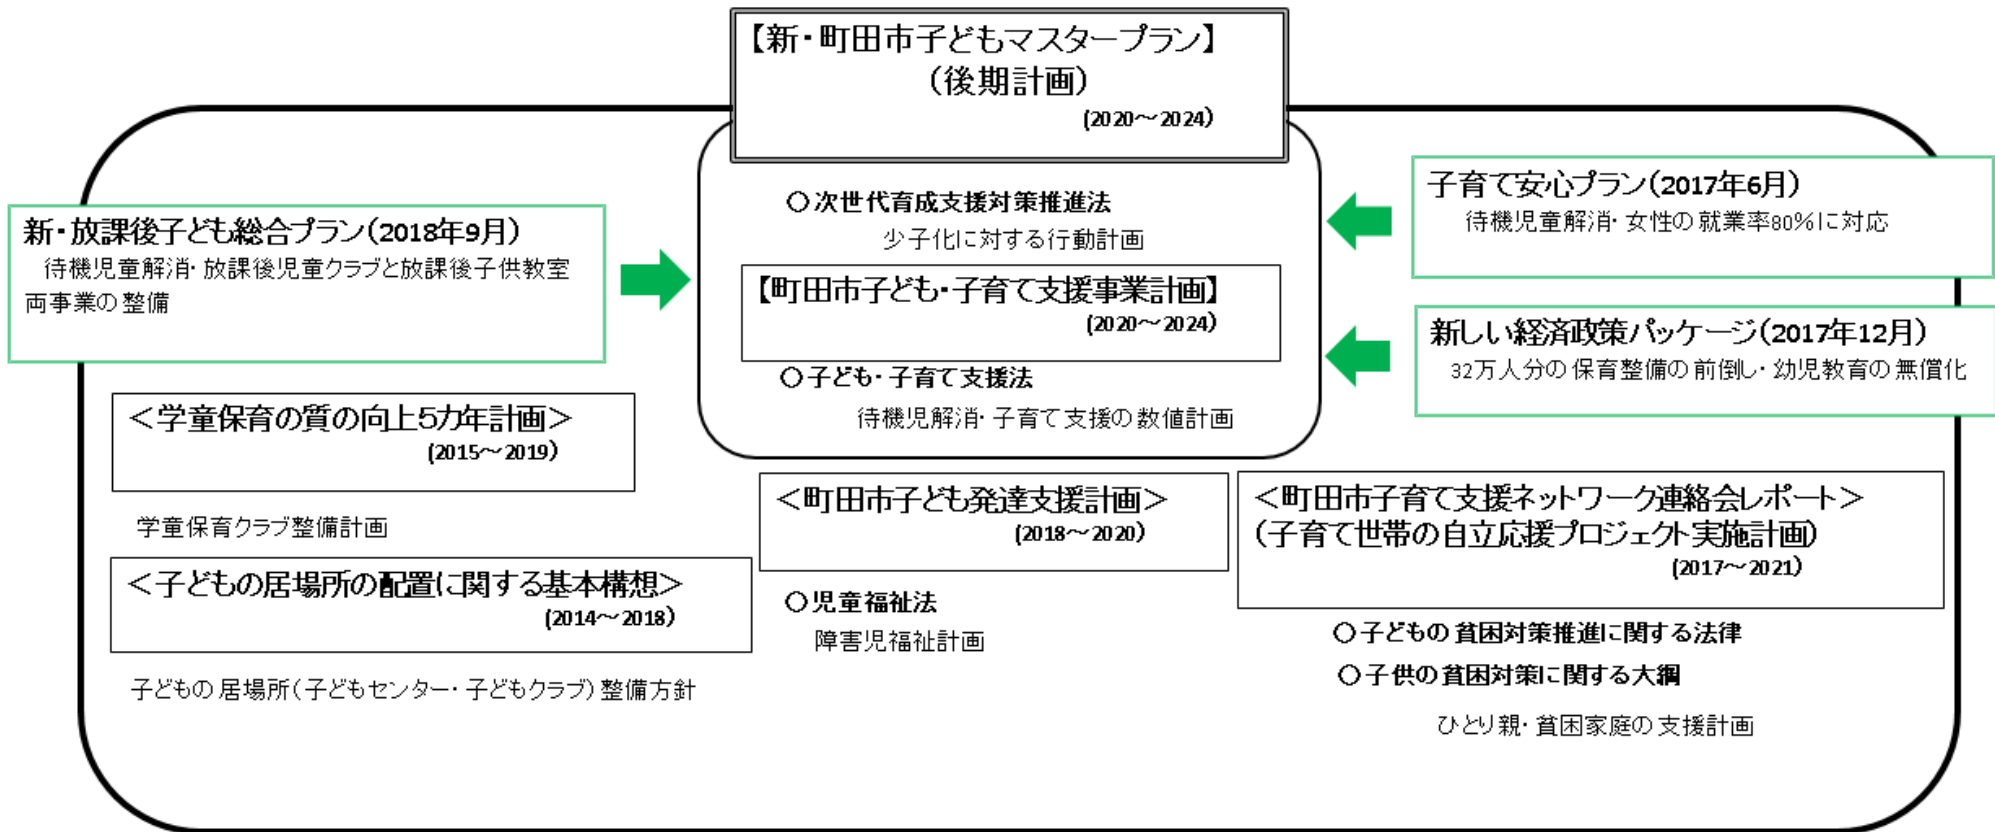 【新・町田市子どもマスタープラン】
（後期計画）
(2020～2024)
○次世代育成支援対策推進法
少子化に対する行動計画
【町田市子ども・子育て支援事業計画】
(2020～2024)
○子ども・子育て支援法
待機児解消・子育て支援の数値計画
新・放課後子ども総合プラン(2018年9月)
待機児童解消・放課後児童クラブと放課後子供教室
両事業の整備
子育て安心プラン(2017年6月)
待機児童解消・女性の就業率80%に対応
新しい経済政策パッケージ(2017年12月)
32万人分の保育整備の前倒し・幼児教育の無償化
＜学童保育の質の向上5カ年計画＞
(2015～2019)
学童保育クラブ整備計画
＜子どもの居場所の配置に関する基本構想＞
(2014～2018)
子どもの居場所(子どもセンター・子どもクラブ)整備方針
＜町田市子ども発達支援計画＞
(2018～2020)
○児童福祉法
障害児福祉計画
＜町田市子育て支援ネットワーク連絡会レポート＞
(子育て世帯の自立応援プロジェクト実施計画)
(2017～2021)
○子どもの貧困対策推進に関する法律
○子供の貧困対策に関する大綱
ひとり親・貧困家庭の支援計画